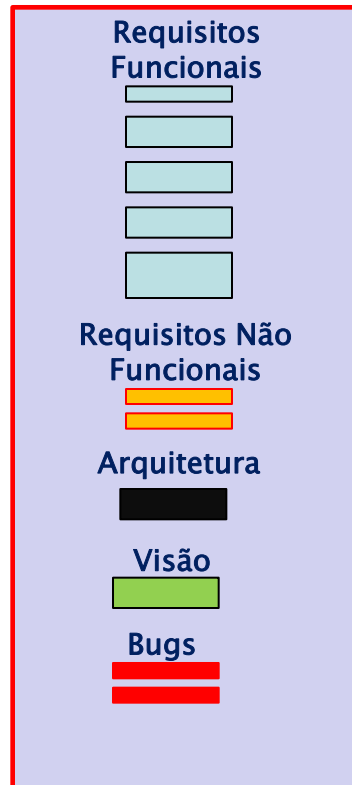 Requisitos
Funcionais
Requisitos Não
Funcionais
Arquitetura
Visão
Bugs